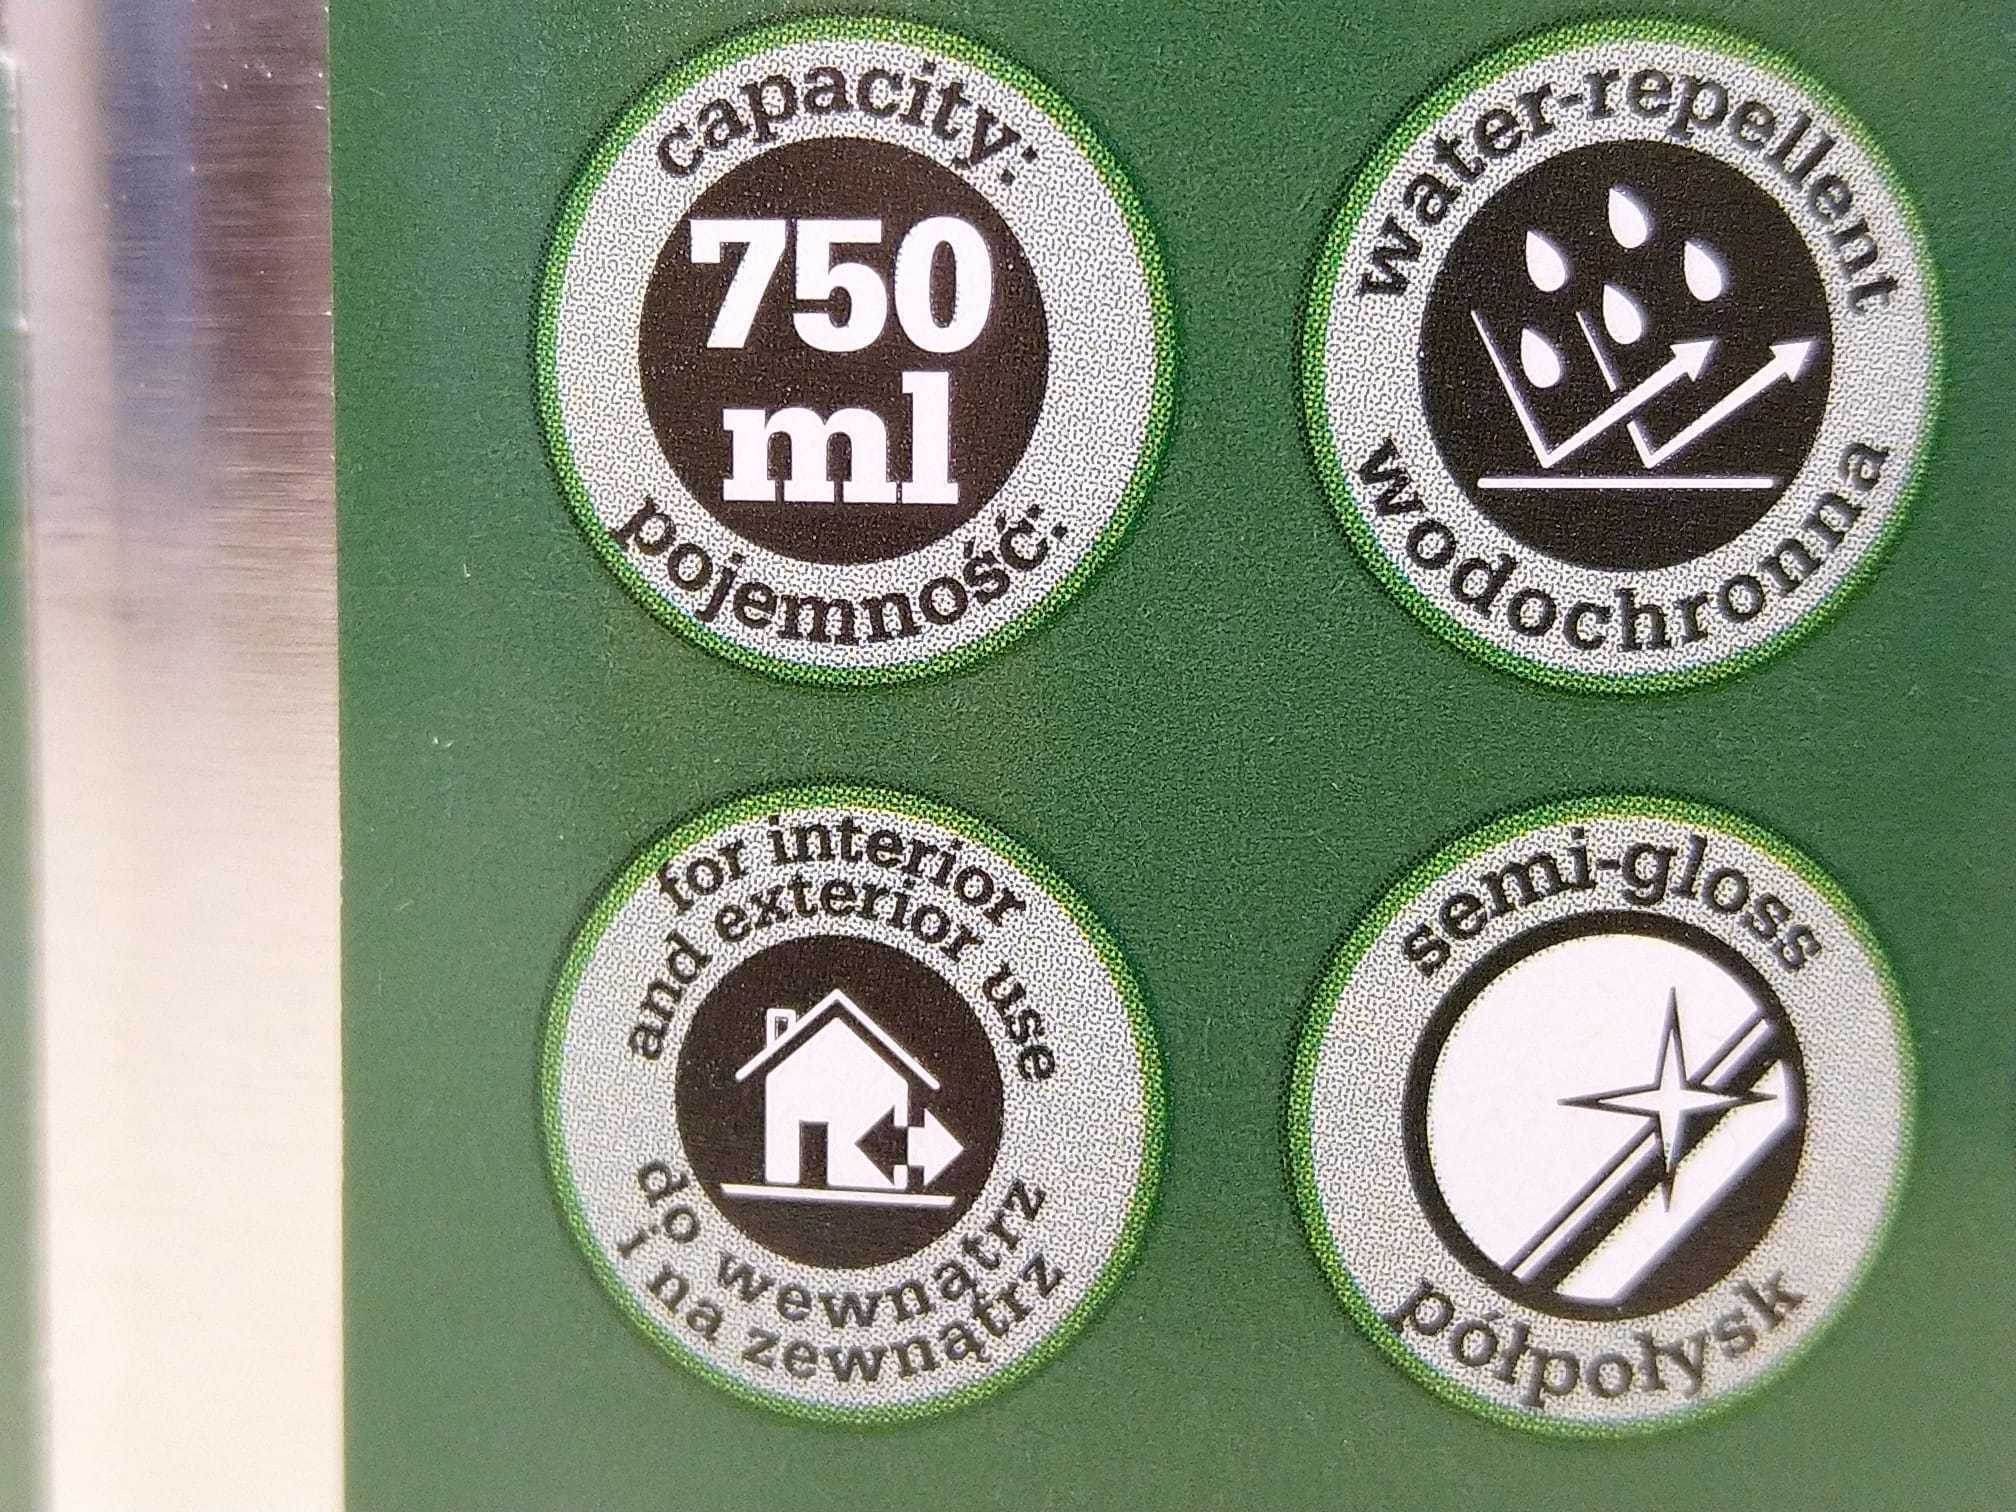 capacity:
750
ml
pojemność:
water-repellent
wodochronna
for interior
and exterior use
do wewnątrz
i na zewnątrz
semi-gloss
półpołysk